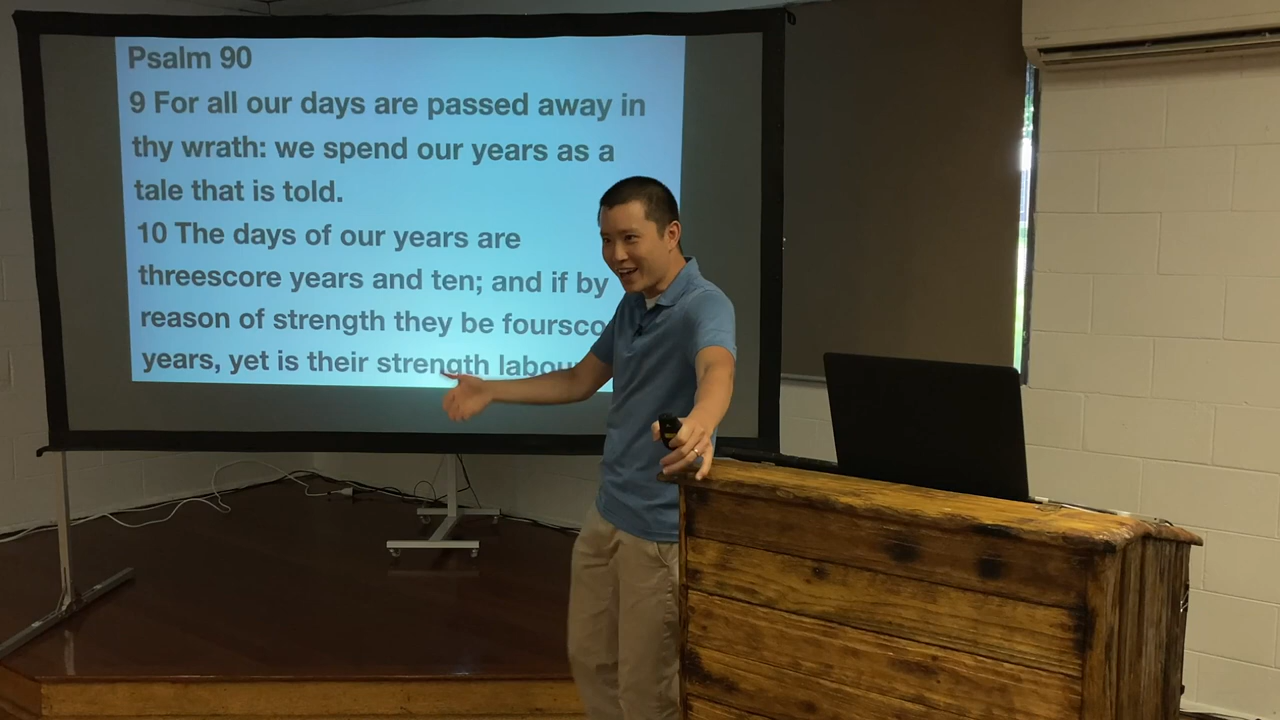 Psalm 90
9 For all our days are passed away in
thy wrath: we spend our years as a
tale that is told.
10 The days of our years are
threescore years and ten; and if by
reason of strength they be foursco
years, yet is their strength labou